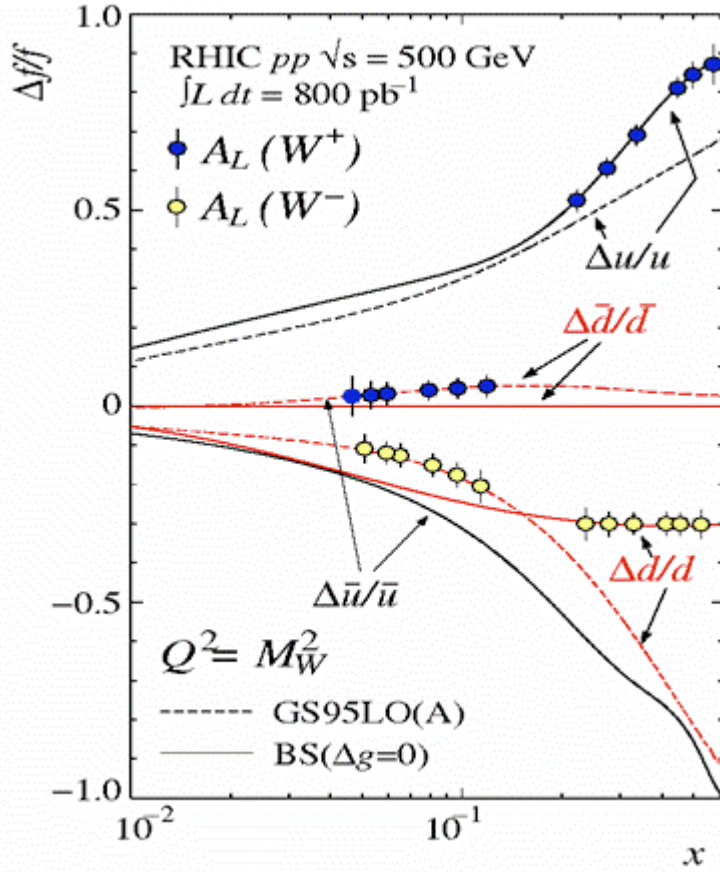 Δf/f
1.0
RHIC pp √s = 500 GeV
∫L dt = 800 pb⁻¹
A_L (W⁺)
A_L (W⁻)
0.5
Δu/u
Δd̄/d̄
0
Δd/d
Δū/ū
−0.5
Q² = M²_W
GS95LO(A)
BS(Δg=0)
−1.0
10⁻²
10⁻¹
x